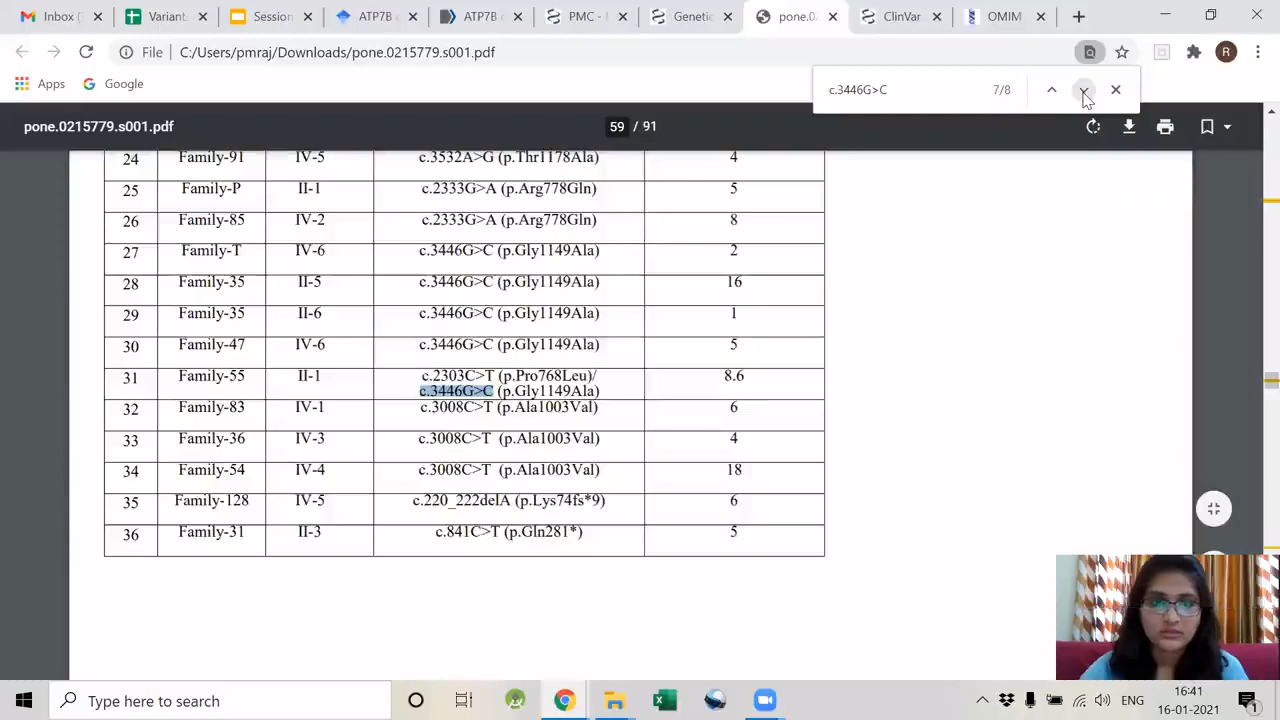 Inbox (
Variant
Session
ATP7B
ATP7B
PMC -
Genetic
pone.0
ClinVar
OMIM
File C:/Users/pmraj/Downloads/pone.0215779.s001.pdf
R
Apps Google
c.3446G>C 7/8
pone.0215779.s001.pdf 59 / 91
24 Family-91 IV-5 c.3532A>G (p.Thr1178Ala) 4
25 Family-P II-1 c.2333G>A (p.Arg778Gln) 5
26 Family-85 IV-2 c.2333G>A (p.Arg778Gln) 8
27 Family-T IV-6 c.3446G>C (p.Gly1149Ala) 2
28 Family-35 II-5 c.3446G>C (p.Gly1149Ala) 16
29 Family-35 II-6 c.3446G>C (p.Gly1149Ala) 1
30 Family-47 IV-6 c.3446G>C (p.Gly1149Ala) 5
31 Family-55 II-1 c.2303C>T (p.Pro768Leu)/ 8.6
c.3446G>C (p.Gly1149Ala)
32 Family-83 IV-1 c.3008C>T (p.Ala1003Val) 6
33 Family-36 IV-3 c.3008C>T (p.Ala1003Val) 4
34 Family-54 IV-4 c.3008C>T (p.Ala1003Val) 18
35 Family-128 IV-5 c.220_222delA (p.Lys74fs*9) 6
36 Family-31 II-3 c.841C>T (p.Gln281*) 5
Type here to search
ENG
16:41
16-01-2021
1